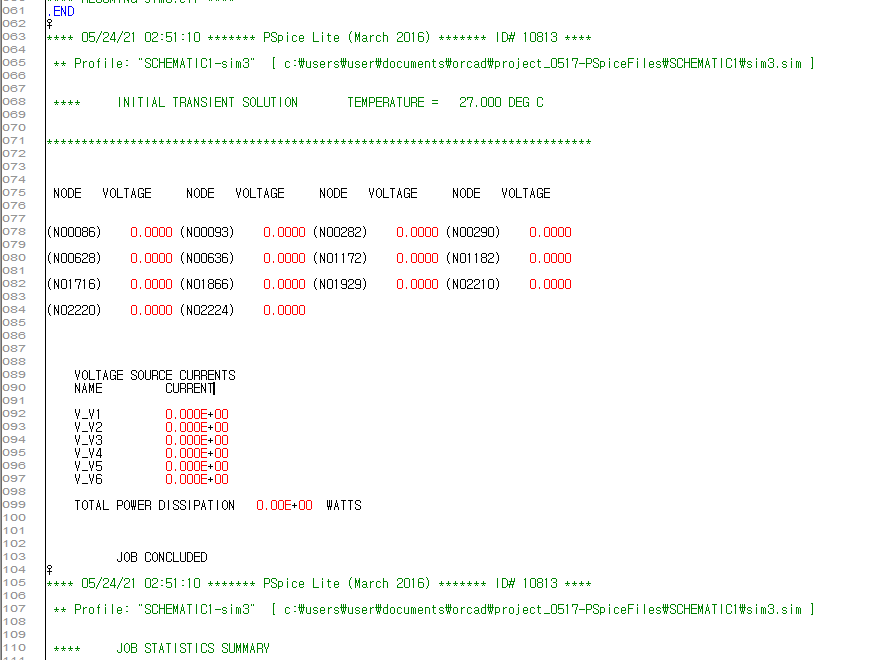 061 .END
062 ♀
063 **** 05/24/21 02:51:10 ******* PSpice Lite (March 2016) ******* ID# 10813 ****
064
065 ** Profile: "SCHEMATIC1-sim3"  [ c:₩users₩user₩documents₩orcad₩project_0517-PSpiceFiles₩SCHEMATIC1₩sim3.sim ]
066
067
068 ****     INITIAL TRANSIENT SOLUTION       TEMPERATURE =   27.000 DEG C
069
070
071 ******************************************************************************
072
073
074
075 NODE   VOLTAGE     NODE   VOLTAGE     NODE   VOLTAGE     NODE   VOLTAGE
076
077
078 (N00086)    0.0000 (N00093)    0.0000 (N00282)    0.0000 (N00290)    0.0000
079
080 (N00628)    0.0000 (N00636)    0.0000 (N01172)    0.0000 (N01182)    0.0000
081
082 (N01716)    0.0000 (N01866)    0.0000 (N01929)    0.0000 (N02210)    0.0000
083
084 (N02220)    0.0000 (N02224)    0.0000
085
086
087
088
089 VOLTAGE SOURCE CURRENTS
090 NAME         CURRENT
091
092 V_V1         0.000E+00
093 V_V2         0.000E+00
094 V_V3         0.000E+00
095 V_V4         0.000E+00
096 V_V5         0.000E+00
097 V_V6         0.000E+00
098
099 TOTAL POWER DISSIPATION   0.00E+00  WATTS
100
101
102
103 JOB CONCLUDED
104 ♀
105 **** 05/24/21 02:51:10 ******* PSpice Lite (March 2016) ******* ID# 10813 ****
106
107 ** Profile: "SCHEMATIC1-sim3"  [ c:₩users₩user₩documents₩orcad₩project_0517-PSpiceFiles₩SCHEMATIC1₩sim3.sim ]
108
109
110 ****     JOB STATISTICS SUMMARY